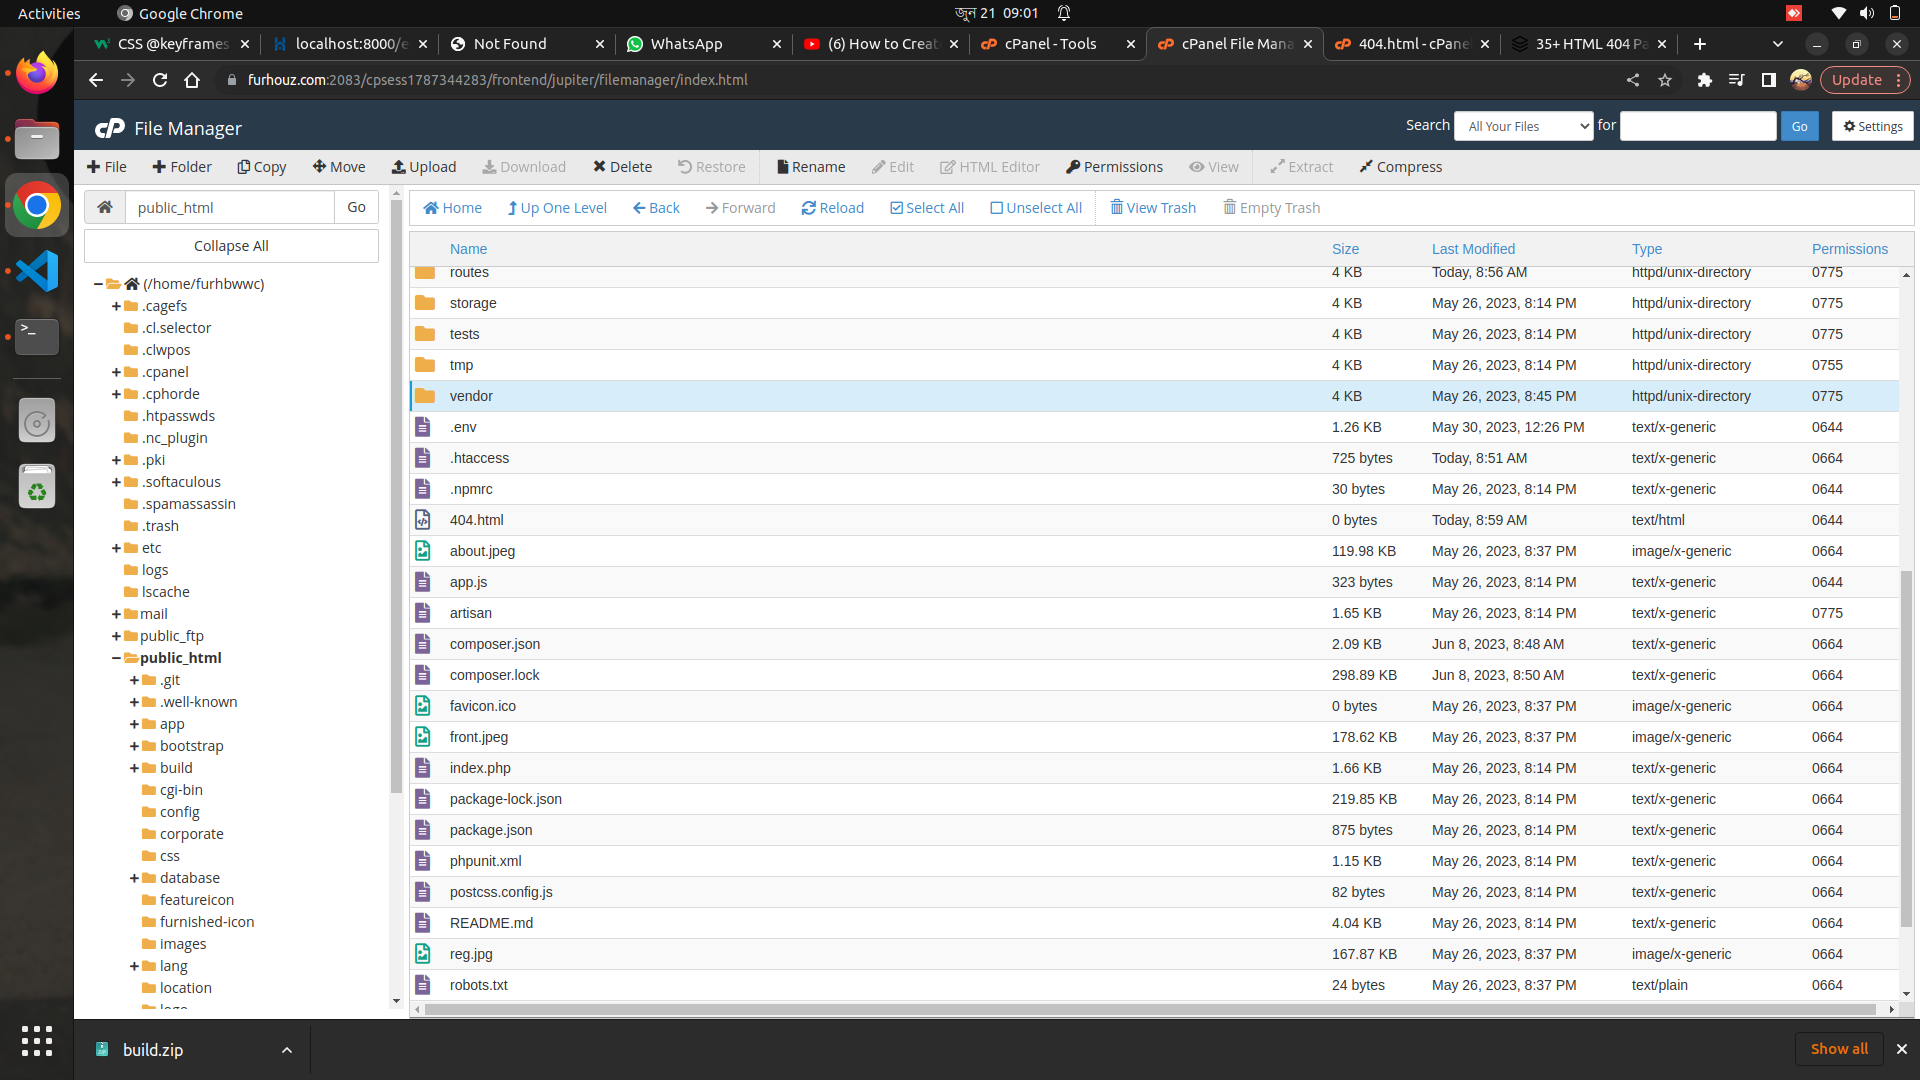 Activities Google Chrome জুন 21 09:01
CSS @keyframes localhost:8000/e Not Found WhatsApp (6) How to Creat cPanel - Tools cPanel File Mana 404.html - cPanel 35+ HTML 404 Pa
furhouz.com:2083/cpsess1787344283/frontend/jupiter/filemanager/index.html Update
cP File Manager Search All Your Files for Go Settings
File Folder Copy Move Upload Download Delete Restore Rename Edit HTML Editor Permissions View Extract Compress
public_html Go
Collapse All
(/home/furhbwwc)
.cagefs
.cl.selector
.clwpos
.cpanel
.cphorde
.htpasswds
.nc_plugin
.pki
.softaculous
.spamassassin
.trash
etc
logs
lscache
mail
public_ftp
public_html
.git
.well-known
app
bootstrap
build
cgi-bin
config
corporate
css
database
featureicon
furnished-icon
images
lang
location
logo
Home Up One Level Back Forward Reload Select All Unselect All View Trash Empty Trash
Name Size Last Modified Type Permissions
routes 4 KB Today, 8:56 AM httpd/unix-directory 0775
storage 4 KB May 26, 2023, 8:14 PM httpd/unix-directory 0775
tests 4 KB May 26, 2023, 8:14 PM httpd/unix-directory 0775
tmp 4 KB May 26, 2023, 8:14 PM httpd/unix-directory 0755
vendor 4 KB May 26, 2023, 8:45 PM httpd/unix-directory 0775
.env 1.26 KB May 30, 2023, 12:26 PM text/x-generic 0644
.htaccess 725 bytes Today, 8:51 AM text/x-generic 0664
.npmrc 30 bytes May 26, 2023, 8:14 PM text/x-generic 0644
404.html 0 bytes Today, 8:59 AM text/html 0644
about.jpeg 119.98 KB May 26, 2023, 8:37 PM image/x-generic 0664
app.js 323 bytes May 26, 2023, 8:14 PM text/x-generic 0644
artisan 1.65 KB May 26, 2023, 8:14 PM text/x-generic 0775
composer.json 2.09 KB Jun 8, 2023, 8:48 AM text/x-generic 0664
composer.lock 298.89 KB Jun 8, 2023, 8:50 AM text/x-generic 0664
favicon.ico 0 bytes May 26, 2023, 8:37 PM image/x-generic 0664
front.jpeg 178.62 KB May 26, 2023, 8:37 PM image/x-generic 0664
index.php 1.66 KB May 26, 2023, 8:14 PM text/x-generic 0664
package-lock.json 219.85 KB May 26, 2023, 8:14 PM text/x-generic 0664
package.json 875 bytes May 26, 2023, 8:14 PM text/x-generic 0664
phpunit.xml 1.15 KB May 26, 2023, 8:14 PM text/x-generic 0664
postcss.config.js 82 bytes May 26, 2023, 8:14 PM text/x-generic 0664
README.md 4.04 KB May 26, 2023, 8:14 PM text/x-generic 0664
reg.jpg 167.87 KB May 26, 2023, 8:37 PM image/x-generic 0664
robots.txt 24 bytes May 26, 2023, 8:37 PM text/plain 0664
build.zip Show all